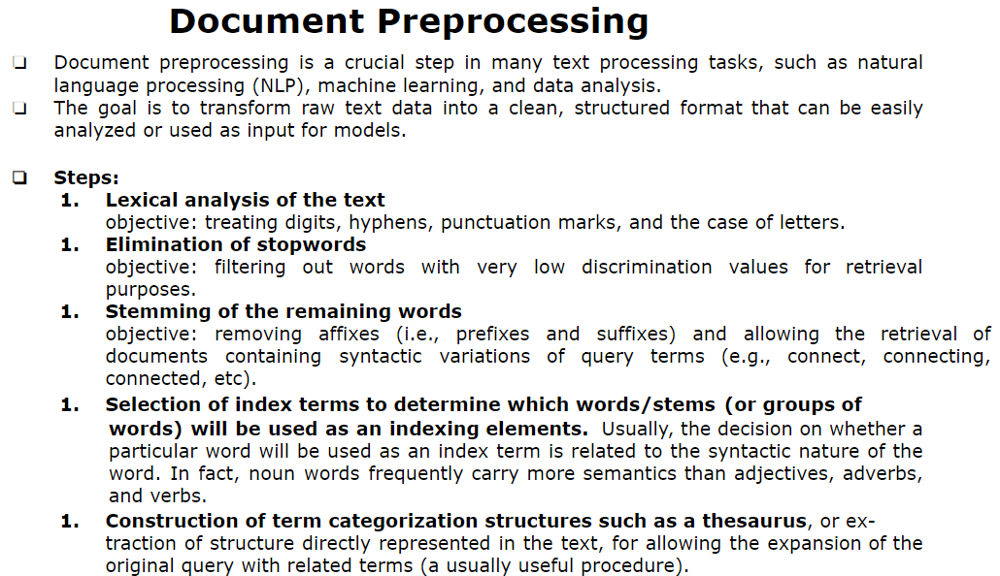 Document Preprocessing
❑ Document preprocessing is a crucial step in many text processing tasks, such as natural
language processing (NLP), machine learning, and data analysis.
❑ The goal is to transform raw text data into a clean, structured format that can be easily
analyzed or used as input for models.
❑ Steps:
1. Lexical analysis of the text
objective: treating digits, hyphens, punctuation marks, and the case of letters.
1. Elimination of stopwords
objective: filtering out words with very low discrimination values for retrieval
purposes.
1. Stemming of the remaining words
objective: removing affixes (i.e., prefixes and suffixes) and allowing the retrieval of
documents containing syntactic variations of query terms (e.g., connect, connecting,
connected, etc).
1. Selection of index terms to determine which words/stems (or groups of
words) will be used as an indexing elements. Usually, the decision on whether a
particular word will be used as an index term is related to the syntactic nature of the
word. In fact, noun words frequently carry more semantics than adjectives, adverbs,
and verbs.
1. Construction of term categorization structures such as a thesaurus, or ex-
traction of structure directly represented in the text, for allowing the expansion of the
original query with related terms (a usually useful procedure).